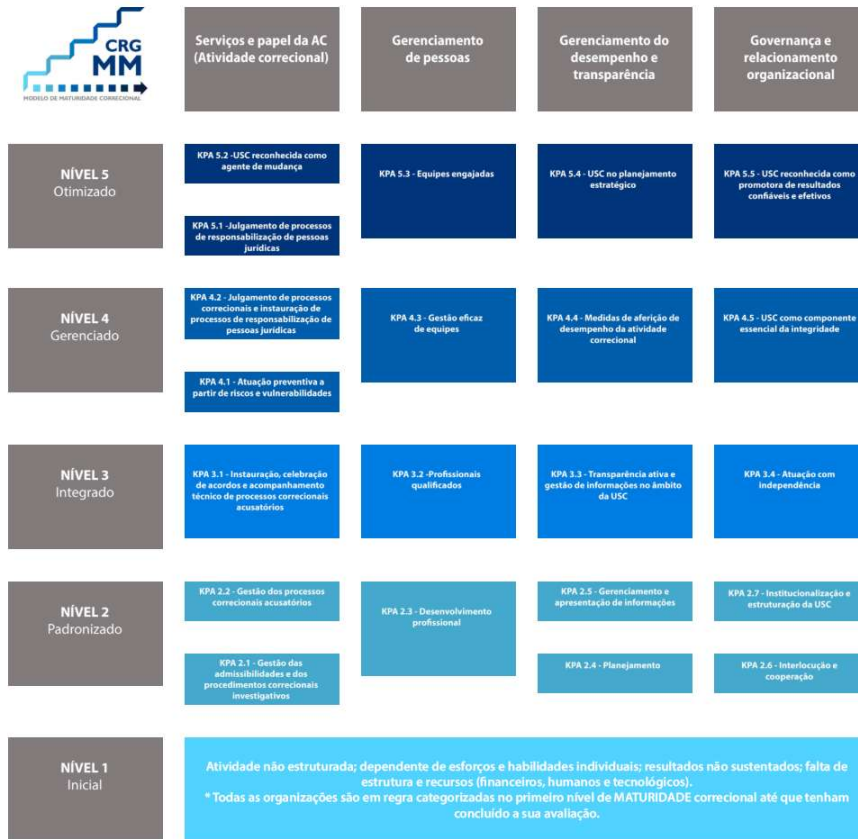 CRG
MM
MODELO DE MATURIDADE CORRECIONAL
Serviços e papel da AC
(Atividade correcional)
Gerenciamento
de pessoas
Gerenciamento do
desempenho e
transparência
Governança e
relacionamento
organizacional
NÍVEL 5
Otimizado
KPA 5.2 -USC reconhecida como
agente de mudança
KPA 5.1 -Julgamento de processos
de responsabilização de pessoas
jurídicas
KPA 5.3 - Equipes engajadas
KPA 5.4 - USC no planejamento
estratégico
KPA 5.5 - USC reconhecida como
promotora de resultados
confiáveis e efetivos
NÍVEL 4
Gerenciado
KPA 4.2 - Julgamento de processos
correcionais e instauração de
processos de responsabilização de
pessoas jurídicas
KPA 4.1 - Atuação preventiva a
partir de riscos e vulnerabilidades
KPA 4.3 - Gestão eficaz
de equipes
KPA 4.4 - Medidas de aferição de
desempenho da atividade
correcional
KPA 4.5 - USC como componente
essencial da integridade
NÍVEL 3
Integrado
KPA 3.1 - Instauração, celebração
de acordos e acompanhamento
técnico de processos correcionais
acusatórios
KPA 3.2 -Profissionais
qualificados
KPA 3.3 - Transparência ativa e
gestão de informações no âmbito
da USC
KPA 3.4 - Atuação com
independência
NÍVEL 2
Padronizado
KPA 2.2 - Gestão dos processos
correcionais acusatórios
KPA 2.1 - Gestão das
admissibilidades e dos
procedimentos correcionais
investigativos
KPA 2.3 - Desenvolvimento
profissional
KPA 2.5 - Gerenciamento e
apresentação de informações
KPA 2.4 - Planejamento
KPA 2.7 - Institucionalização e
estruturação da USC
KPA 2.6 - Interlocução e
cooperação
NÍVEL 1
Inicial
Atividade não estruturada; dependente de esforços e habilidades individuais; resultados não sustentados; falta de
estrutura e recursos (financeiros, humanos e tecnológicos).
* Todas as organizações são em regra categorizadas no primeiro nível de MATURIDADE correcional até que tenham
concluído a sua avaliação.